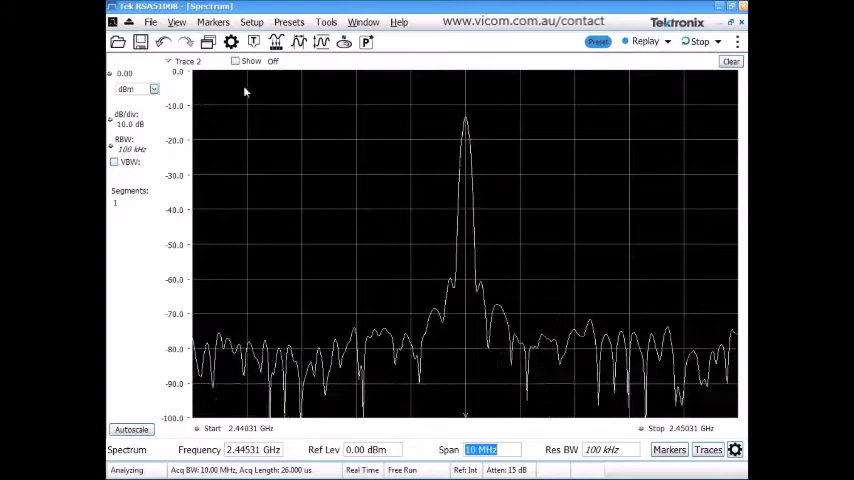 Tek RSA5100B - [Spectrum]
File View Markers Setup Presets Tools Window Help
www.vicom.com.au/contact
Tektronix
Preset Replay Stop
Trace 2 Show Off Clear
0.00
dBm
dB/div:
10.0 dB
RBW:
100 kHz
VBW:
Segments:
1
0.0
-10.0
-20.0
-30.0
-40.0
-50.0
-60.0
-70.0
-80.0
-90.0
-100.0
Autoscale
Start 2.44031 GHz Stop 2.45031 GHz
Spectrum Frequency 2.44531 GHz Ref Lev 0.00 dBm Span 10 MHz Res BW 100 kHz Markers Traces
Analyzing Acq BW: 10.00 MHz, Acq Length: 26.000 us Real Time Free Run Ref: Int Atten: 15 dB